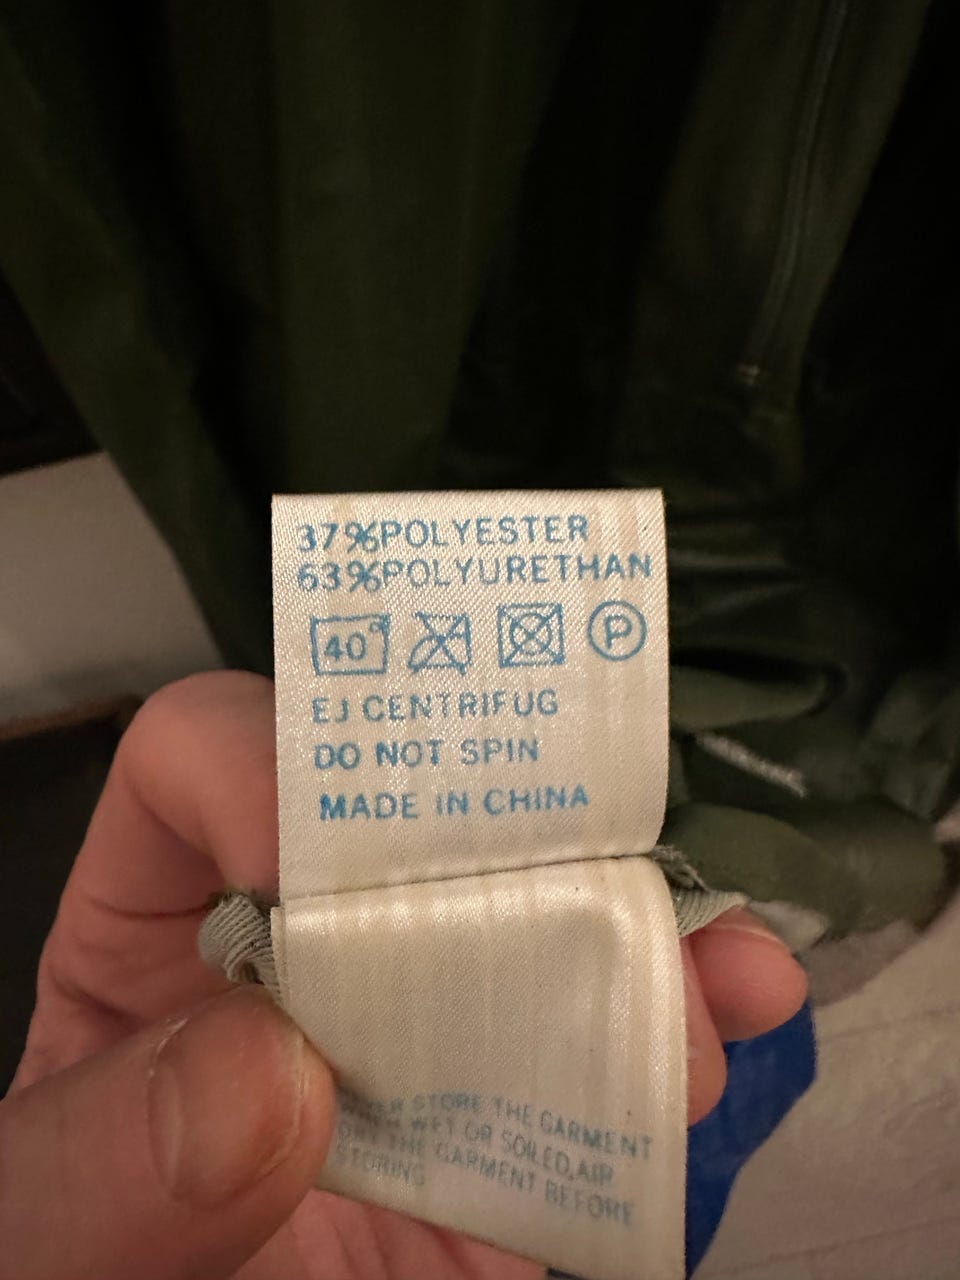 37%POLYESTER
63%POLYURETHAN
40° P
EJ CENTRIFUG
DO NOT SPIN
MADE IN CHINA
STORE THE GARMENT
WET OR SOILED,AIR
THE GARMENT BEFORE
STORING